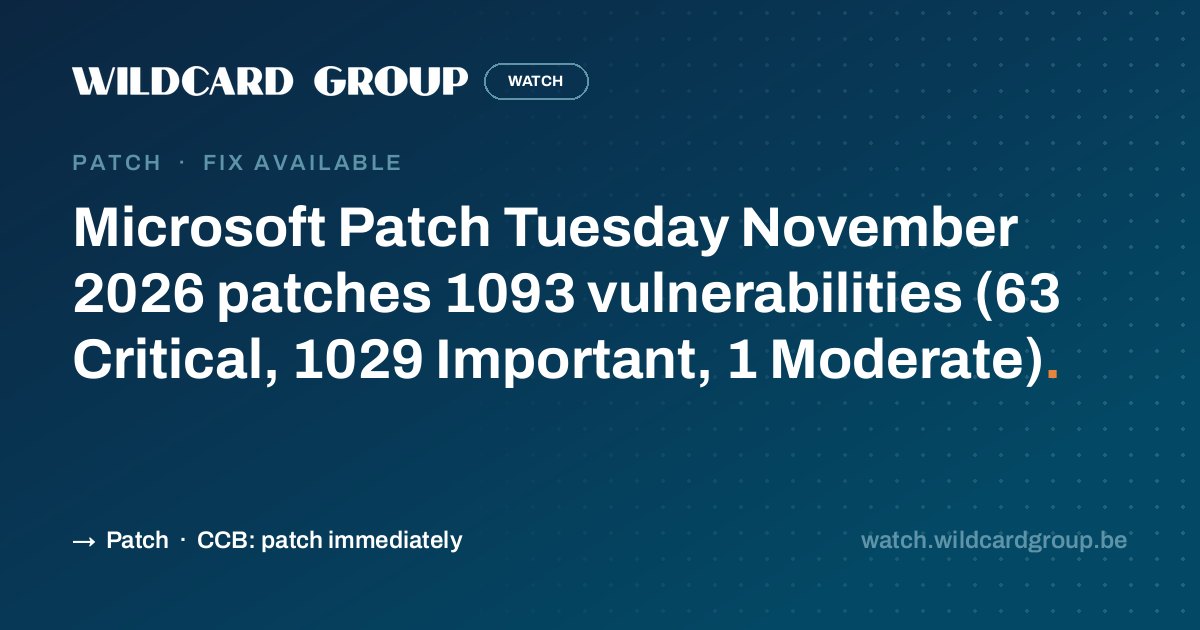 WILDCARD GROUP WATCH
PATCH · FIX AVAILABLE
Microsoft Patch Tuesday November
2026 patches 1093 vulnerabilities (63
Critical, 1029 Important, 1 Moderate).
→ Patch · CCB: patch immediately
watch.wildcardgroup.be